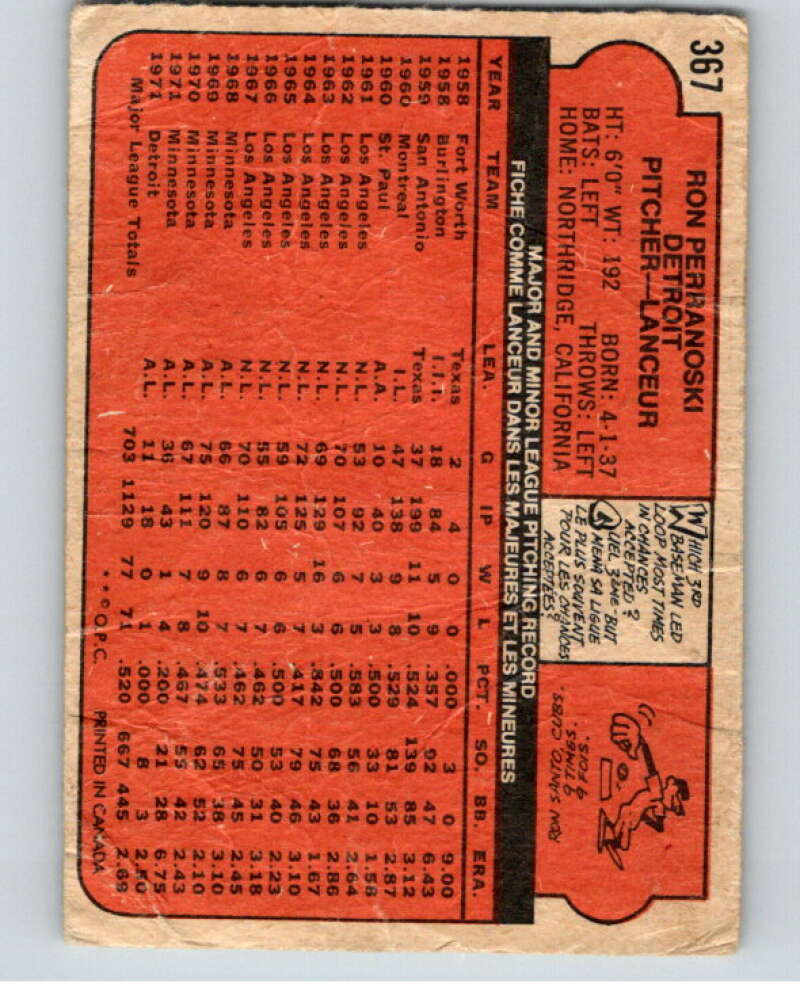 367
RON PERRANOSKI
DETROIT
PITCHER—LANCEUR
HT: 6'0" WT: 192 BORN: 4-1-37
BATS: LEFT THROWS: LEFT
HOME: NORTHRIDGE, CALIFORNIA
WHICH 3RD
BASEMAN LED
LOOP MOST TIMES
IN CHANCES
ACCEPTED?
QUEL 3ÈME-BUT
MENA SA LIGUE
LE PLUS SOUVENT
POUR LES CHANCES
ACCEPTÉES?
RON SANTO, CUBS,
9 TIMES.
9 FOIS.
MAJOR AND MINOR LEAGUE PITCHING RECORD
FICHE COMME LANCEUR DANS LES MAJEURES ET LES MINEURES
YEAR TEAM LEA. G IP W L PCT. SO. BB. ERA.
1958 Fort Worth Texas 2 4 0 0 .000 3 0 9.00
1958 Burlington I.I.I. 18 84 5 9 .357 92 47 6.43
1959 San Antonio Texas 37 199 11 10 .524 139 85 3.12
1960 Montreal I.L. 47 138 9 8 .529 81 53 2.87
1960 St. Paul A.A. 10 40 3 3 .500 33 10 1.58
1961 Los Angeles N.L. 53 92 7 5 .583 56 41 2.64
1962 Los Angeles N.L. 70 107 6 6 .500 68 36 2.86
1963 Los Angeles N.L. 69 129 16 3 .842 75 43 1.67
1964 Los Angeles N.L. 72 125 5 7 .417 79 46 3.10
1965 Los Angeles N.L. 59 105 6 6 .500 53 40 2.23
1966 Los Angeles N.L. 55 82 6 7 .462 50 31 3.18
1967 Los Angeles N.L. 70 110 6 7 .462 75 45 2.45
1968 Minnesota A.L. 66 87 8 7 .533 65 38 3.10
1969 Minnesota A.L. 75 120 9 10 .474 62 52 2.10
1970 Minnesota A.L. 67 111 7 8 .467 55 42 2.43
1971 Minnesota A.L. 36 43 1 4 .200 21 28 6.75
1971 Detroit A.L. 11 18 0 1 .000 8 3 2.50
Major League Totals 703 1129 77 71 .520 667 445 2.69
**© O.P.C. PRINTED IN CANADA